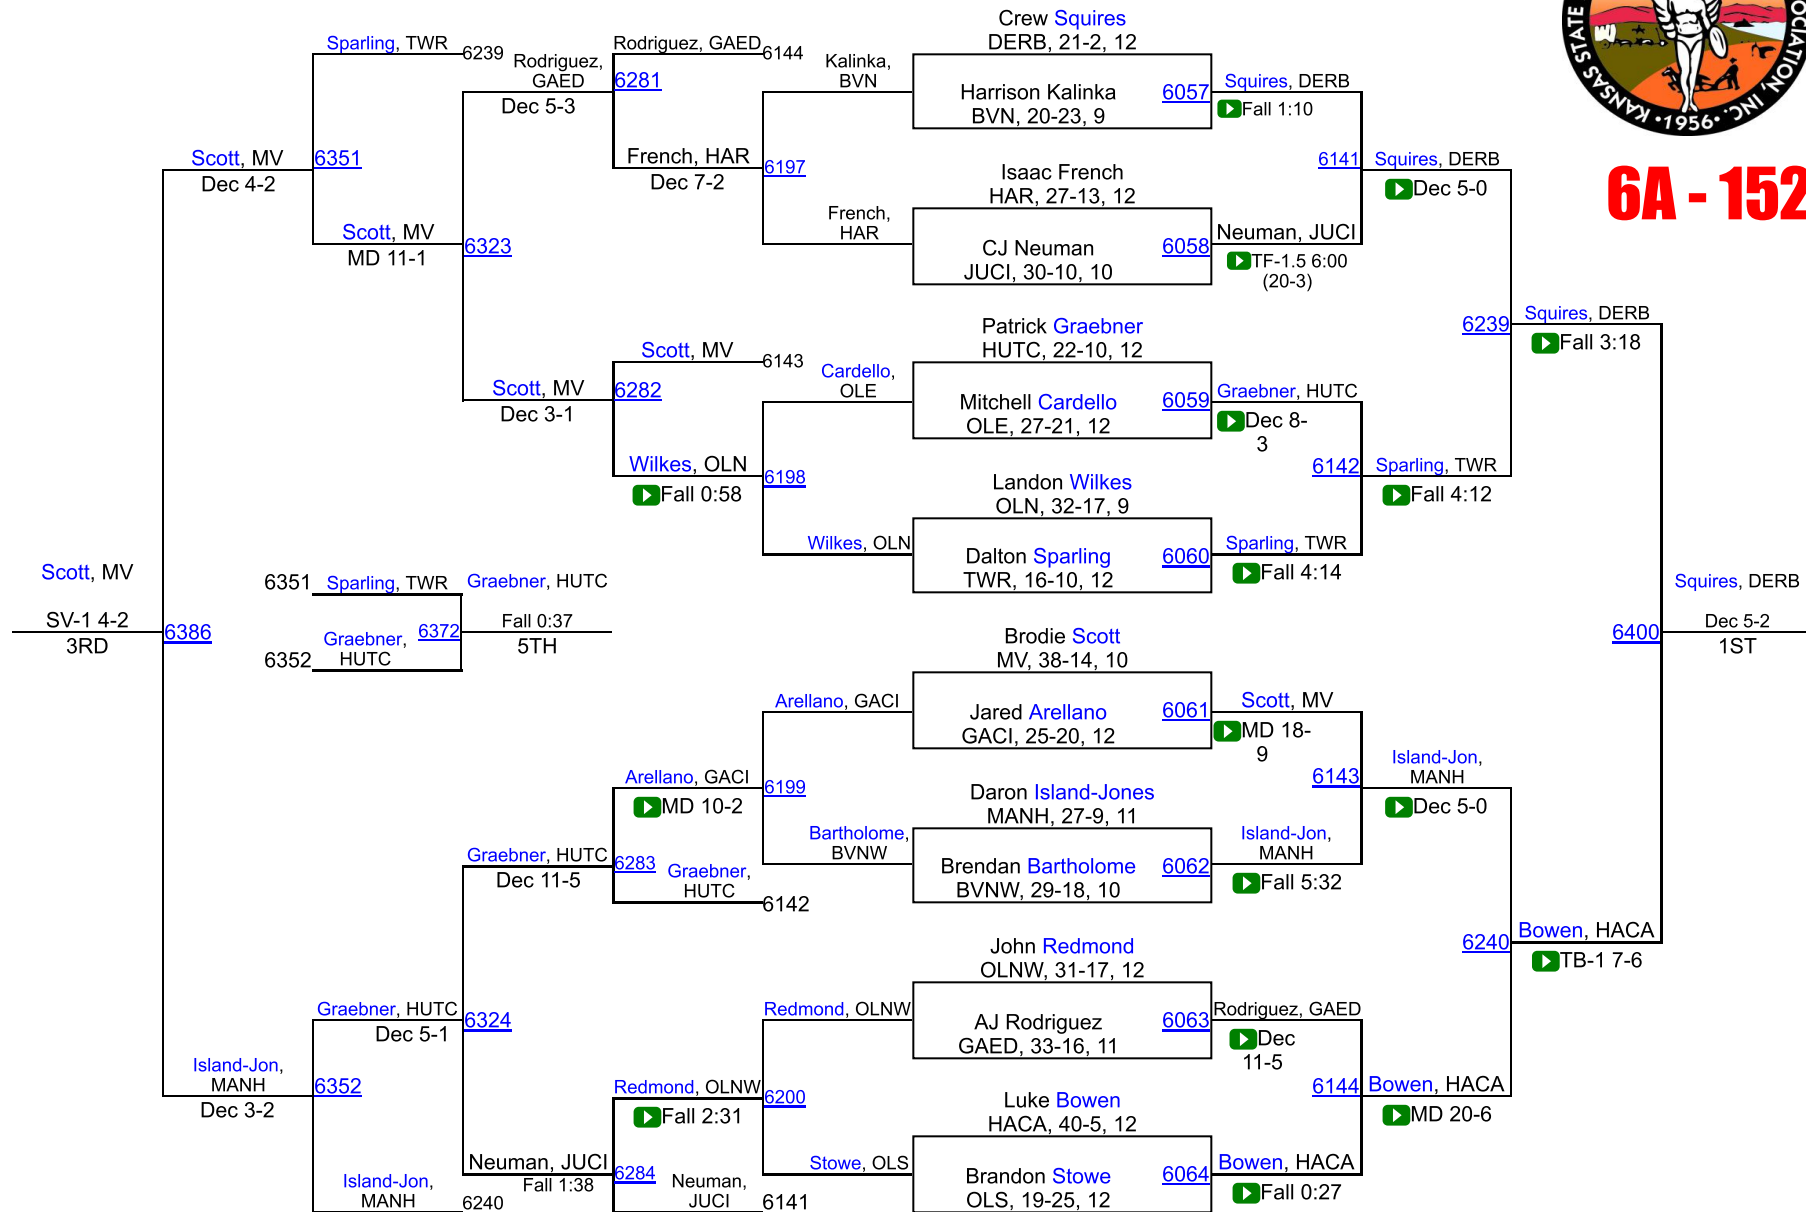 Crew Squires
DERB, 21-2, 12
Harrison Kalinka
BVN, 20-23, 9
6057
Squires, DERB
Fall 1:10
Isaac French
HAR, 27-13, 12
CJ Neuman
JUCI, 30-10, 10
6058
Neuman, JUCI
TF-1.5 6:00
(20-3)
Patrick Graebner
HUTC, 22-10, 12
Mitchell Cardello
OLE, 27-21, 12
6059
Graebner, HUTC
Dec 8-
3
Landon Wilkes
OLN, 32-17, 9
Dalton Sparling
TWR, 16-10, 12
6060
Sparling, TWR
Fall 4:14
Brodie Scott
MV, 38-14, 10
Jared Arellano
GACI, 25-20, 12
6061
Scott, MV
MD 18-
9
Daron Island-Jones
MANH, 27-9, 11
Brendan Bartholome
BVNW, 29-18, 10
6062
Island-Jon,
MANH
Fall 5:32
John Redmond
OLNW, 31-17, 12
AJ Rodriguez
GAED, 33-16, 11
6063
Rodriguez, GAED
Dec
11-5
Luke Bowen
HACA, 40-5, 12
Brandon Stowe
OLS, 19-25, 12
6064
Bowen, HACA
Fall 0:27
6141
Squires, DERB
Dec 5-0
6142
Sparling, TWR
Fall 4:12
6143
Island-Jon,
MANH
Dec 5-0
6144
Bowen, HACA
MD 20-6
6239
Squires, DERB
Fall 3:18
6240
Bowen, HACA
TB-1 7-6
6400
Squires, DERB
Dec 5-2
1ST
Kalinka,
BVN
French,
HAR
6197
French, HAR
Dec 7-2
Rodriguez, GAED
6144
6281
Rodriguez,
GAED
Dec 5-3
Cardello,
OLE
Wilkes, OLN
6198
Wilkes, OLN
Fall 0:58
Scott, MV
6143
6282
Scott, MV
Dec 3-1
6323
Scott, MV
MD 11-1
Sparling, TWR
6239
6351
Scott, MV
Dec 4-2
Arellano, GACI
Bartholome,
BVNW
6199
Arellano, GACI
MD 10-2
Graebner,
HUTC
6142
6283
Graebner, HUTC
Dec 11-5
Redmond, OLNW
Stowe, OLS
6200
Redmond, OLNW
Fall 2:31
Neuman,
JUCI
6141
6284
Neuman, JUCI
Fall 1:38
6324
Graebner, HUTC
Dec 5-1
Island-Jon,
MANH
6240
6352
Island-Jon,
MANH
Dec 3-2
6386
Scott, MV
SV-1 4-2
3RD
6351
Sparling, TWR
6352
Graebner,
HUTC
6372
Graebner, HUTC
Fall 0:37
5TH
KANSAS STATE
OCIATION, INC.
•1956•
6A - 152